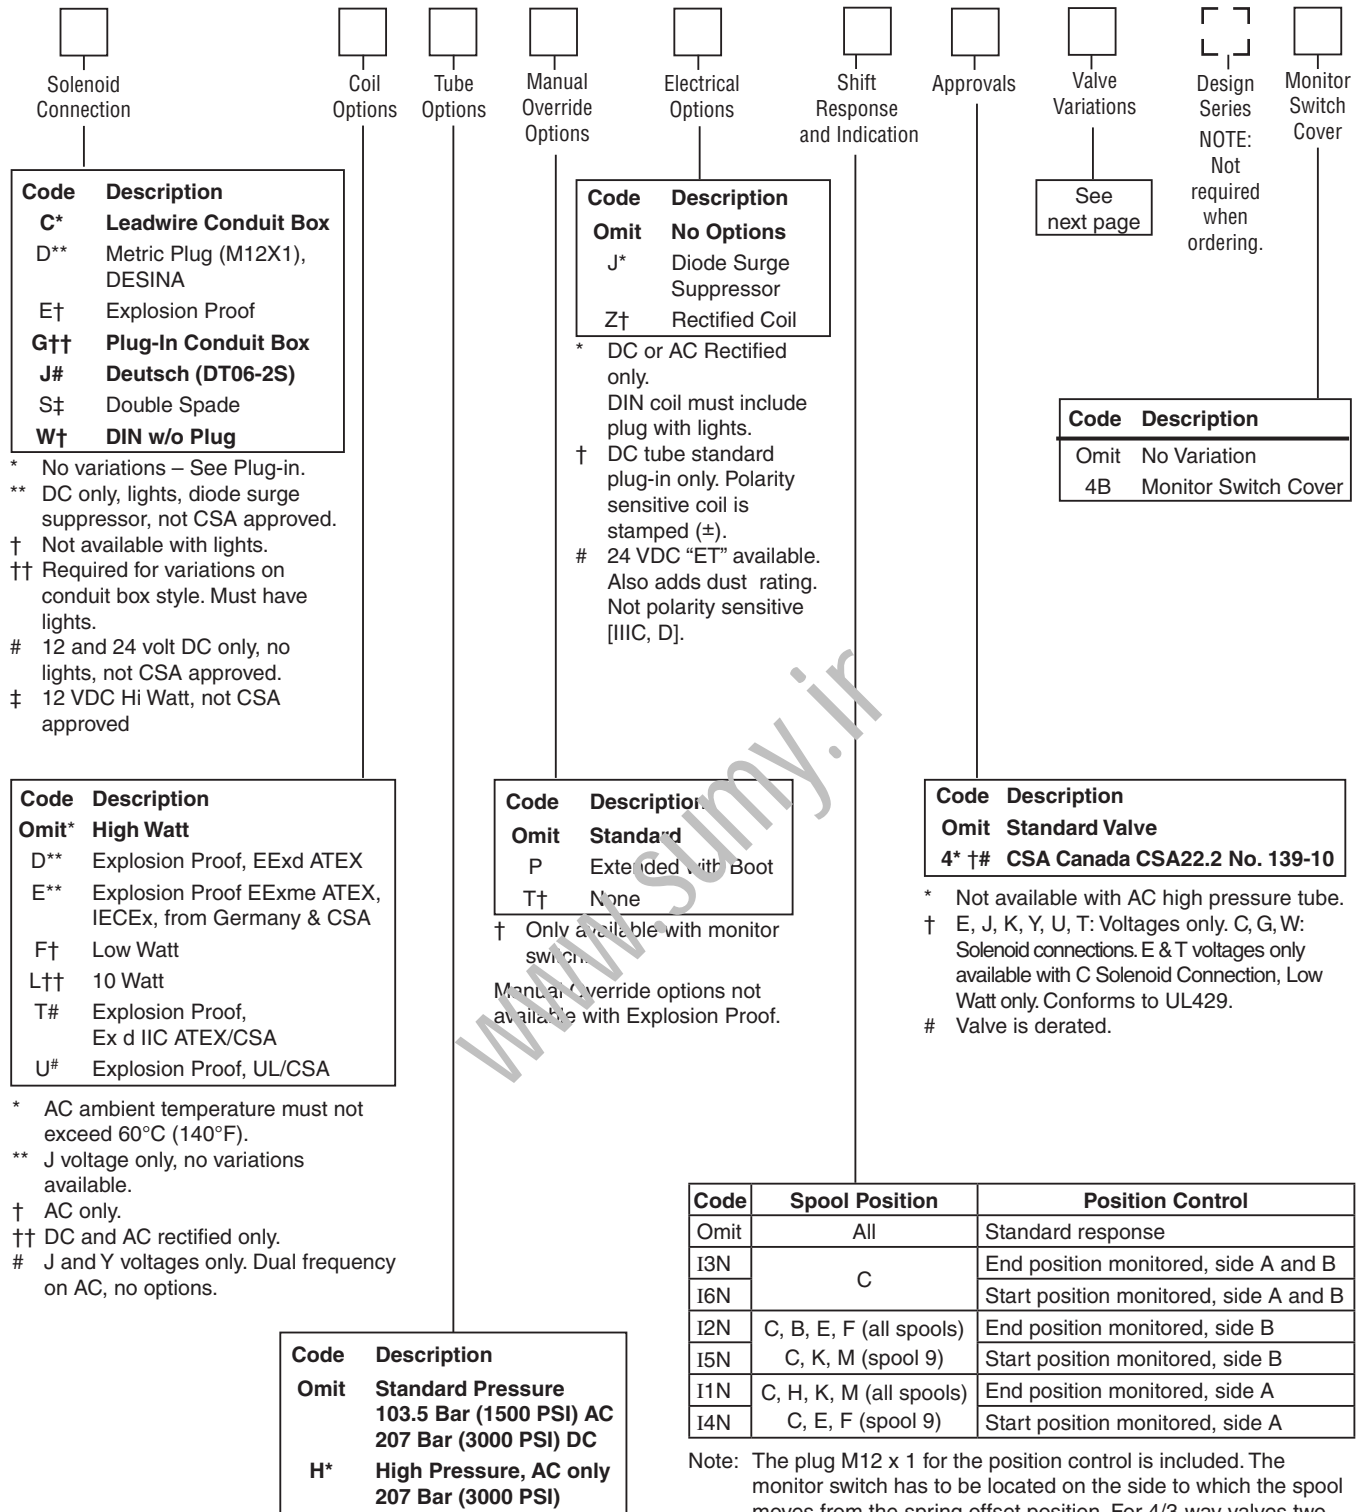 Solenoid
Connection
Coil
Options
Tube
Options
Manual
Override
Options
Electrical
Options
Shift
Response
and Indication
Approvals
Valve
Variations
Design
Series
NOTE:
Not
required
when
ordering.
Monitor
Switch
Cover
Code Description
C* Leadwire Conduit Box
D** Metric Plug (M12X1),
DESINA
E† Explosion Proof
G†† Plug-In Conduit Box
J# Deutsch (DT06-2S)
S‡ Double Spade
W† DIN w/o Plug
* No variations – See Plug-in.
** DC only, lights, diode surge
suppressor, not CSA approved.
† Not available with lights.
†† Required for variations on
conduit box style. Must have
lights.
# 12 and 24 volt DC only, no
lights, not CSA approved.
‡ 12 VDC Hi Watt, not CSA
approved
Code Description
Omit No Options
J* Diode Surge
Suppressor
Z† Rectified Coil
* DC or AC Rectified
only.
DIN coil must include
plug with lights.
† DC tube standard
plug-in only. Polarity
sensitive coil is
stamped (±).
# 24 VDC “ET” available.
Also adds dust rating.
Not polarity sensitive
[IIIC, D].
See
next page
Code Description
Omit No Variation
4B Monitor Switch Cover
Code Description
Omit* High Watt
D** Explosion Proof, EExd ATEX
E** Explosion Proof EExme ATEX,
IECEx, from Germany & CSA
F† Low Watt
L†† 10 Watt
T# Explosion Proof,
Ex d IIC ATEX/CSA
U# Explosion Proof, UL/CSA
* AC ambient temperature must not
exceed 60°C (140°F).
** J voltage only, no variations
available.
† AC only.
†† DC and AC rectified only.
# J and Y voltages only. Dual frequency
on AC, no options.
Code Description
Omit Standard
P Extended with Boot
T† None
† Only available with monitor
switch.
Manual Override options not
available with Explosion Proof.
www.sumy.ir
Code Description
Omit Standard Valve
4* †# CSA Canada CSA22.2 No. 139-10
* Not available with AC high pressure tube.
† E, J, K, Y, U, T: Voltages only. C, G, W:
Solenoid connections. E & T voltages only
available with C Solenoid Connection, Low
Watt only. Conforms to UL429.
# Valve is derated.
Code Description
Omit Standard Pressure
103.5 Bar (1500 PSI) AC
207 Bar (3000 PSI) DC
H* High Pressure, AC only
207 Bar (3000 PSI)
Code Spool Position Position Control
Omit All Standard response
I3N C End position monitored, side A and B
I6N Start position monitored, side A and B
I2N C, B, E, F (all spools) End position monitored, side B
I5N C, K, M (spool 9) Start position monitored, side B
I1N C, H, K, M (all spools) End position monitored, side A
I4N C, E, F (spool 9) Start position monitored, side A
Note: The plug M12 x 1 for the position control is included. The
monitor switch has to be located on the side to which the spool
moves from the spring offset position. For 4/3 way valves two